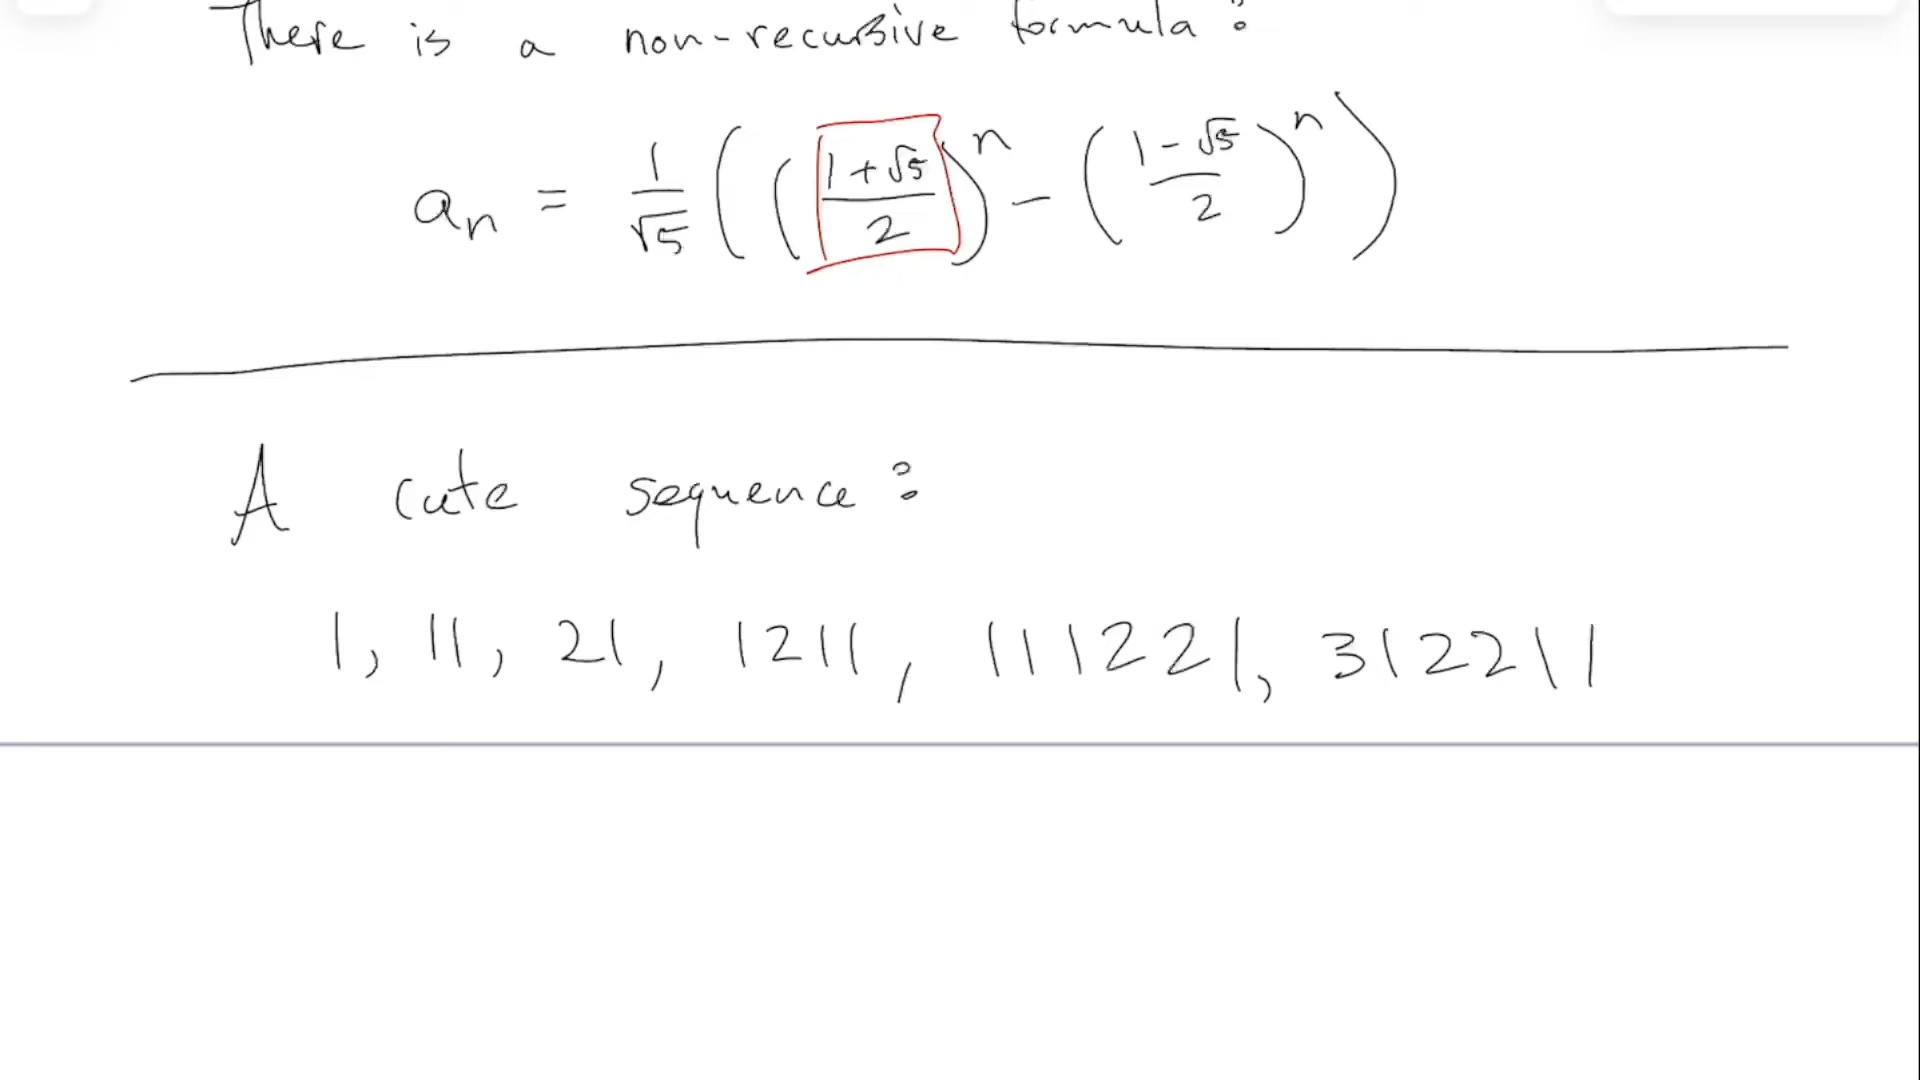 There is a non-recursive formula:
aₙ = 1/√5 ( ( (1+√5)/2 )ⁿ − ( (1-√5)/2 )ⁿ )
A cute sequence:
1, 11, 21, 1211, 111221, 312211